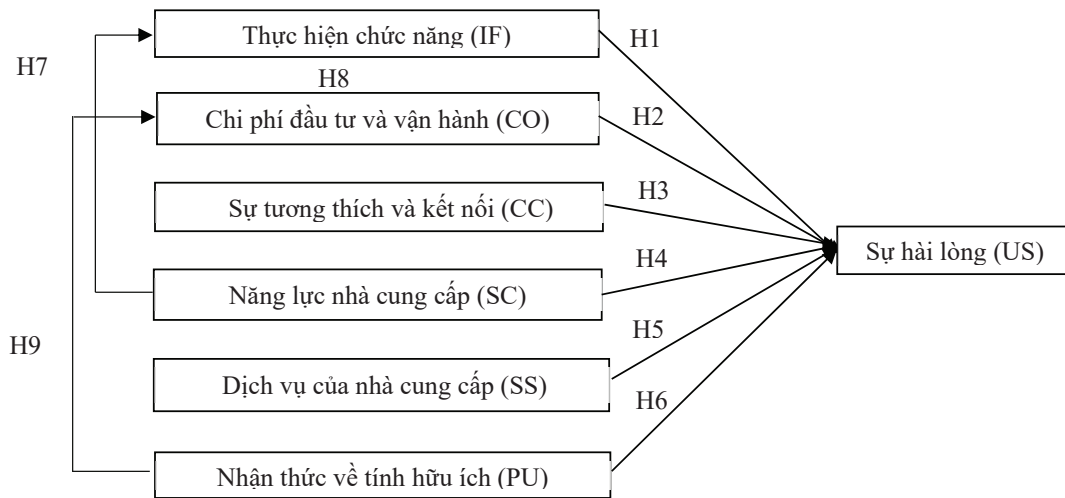 Thực hiện chức năng (IF)
H1
H7
H8
Chi phí đầu tư và vận hành (CO)
H2
Sự tương thích và kết nối (CC)
H3
Sự hài lòng (US)
H4
Năng lực nhà cung cấp (SC)
H5
H9
Dịch vụ của nhà cung cấp (SS)
H6
Nhận thức về tính hữu ích (PU)